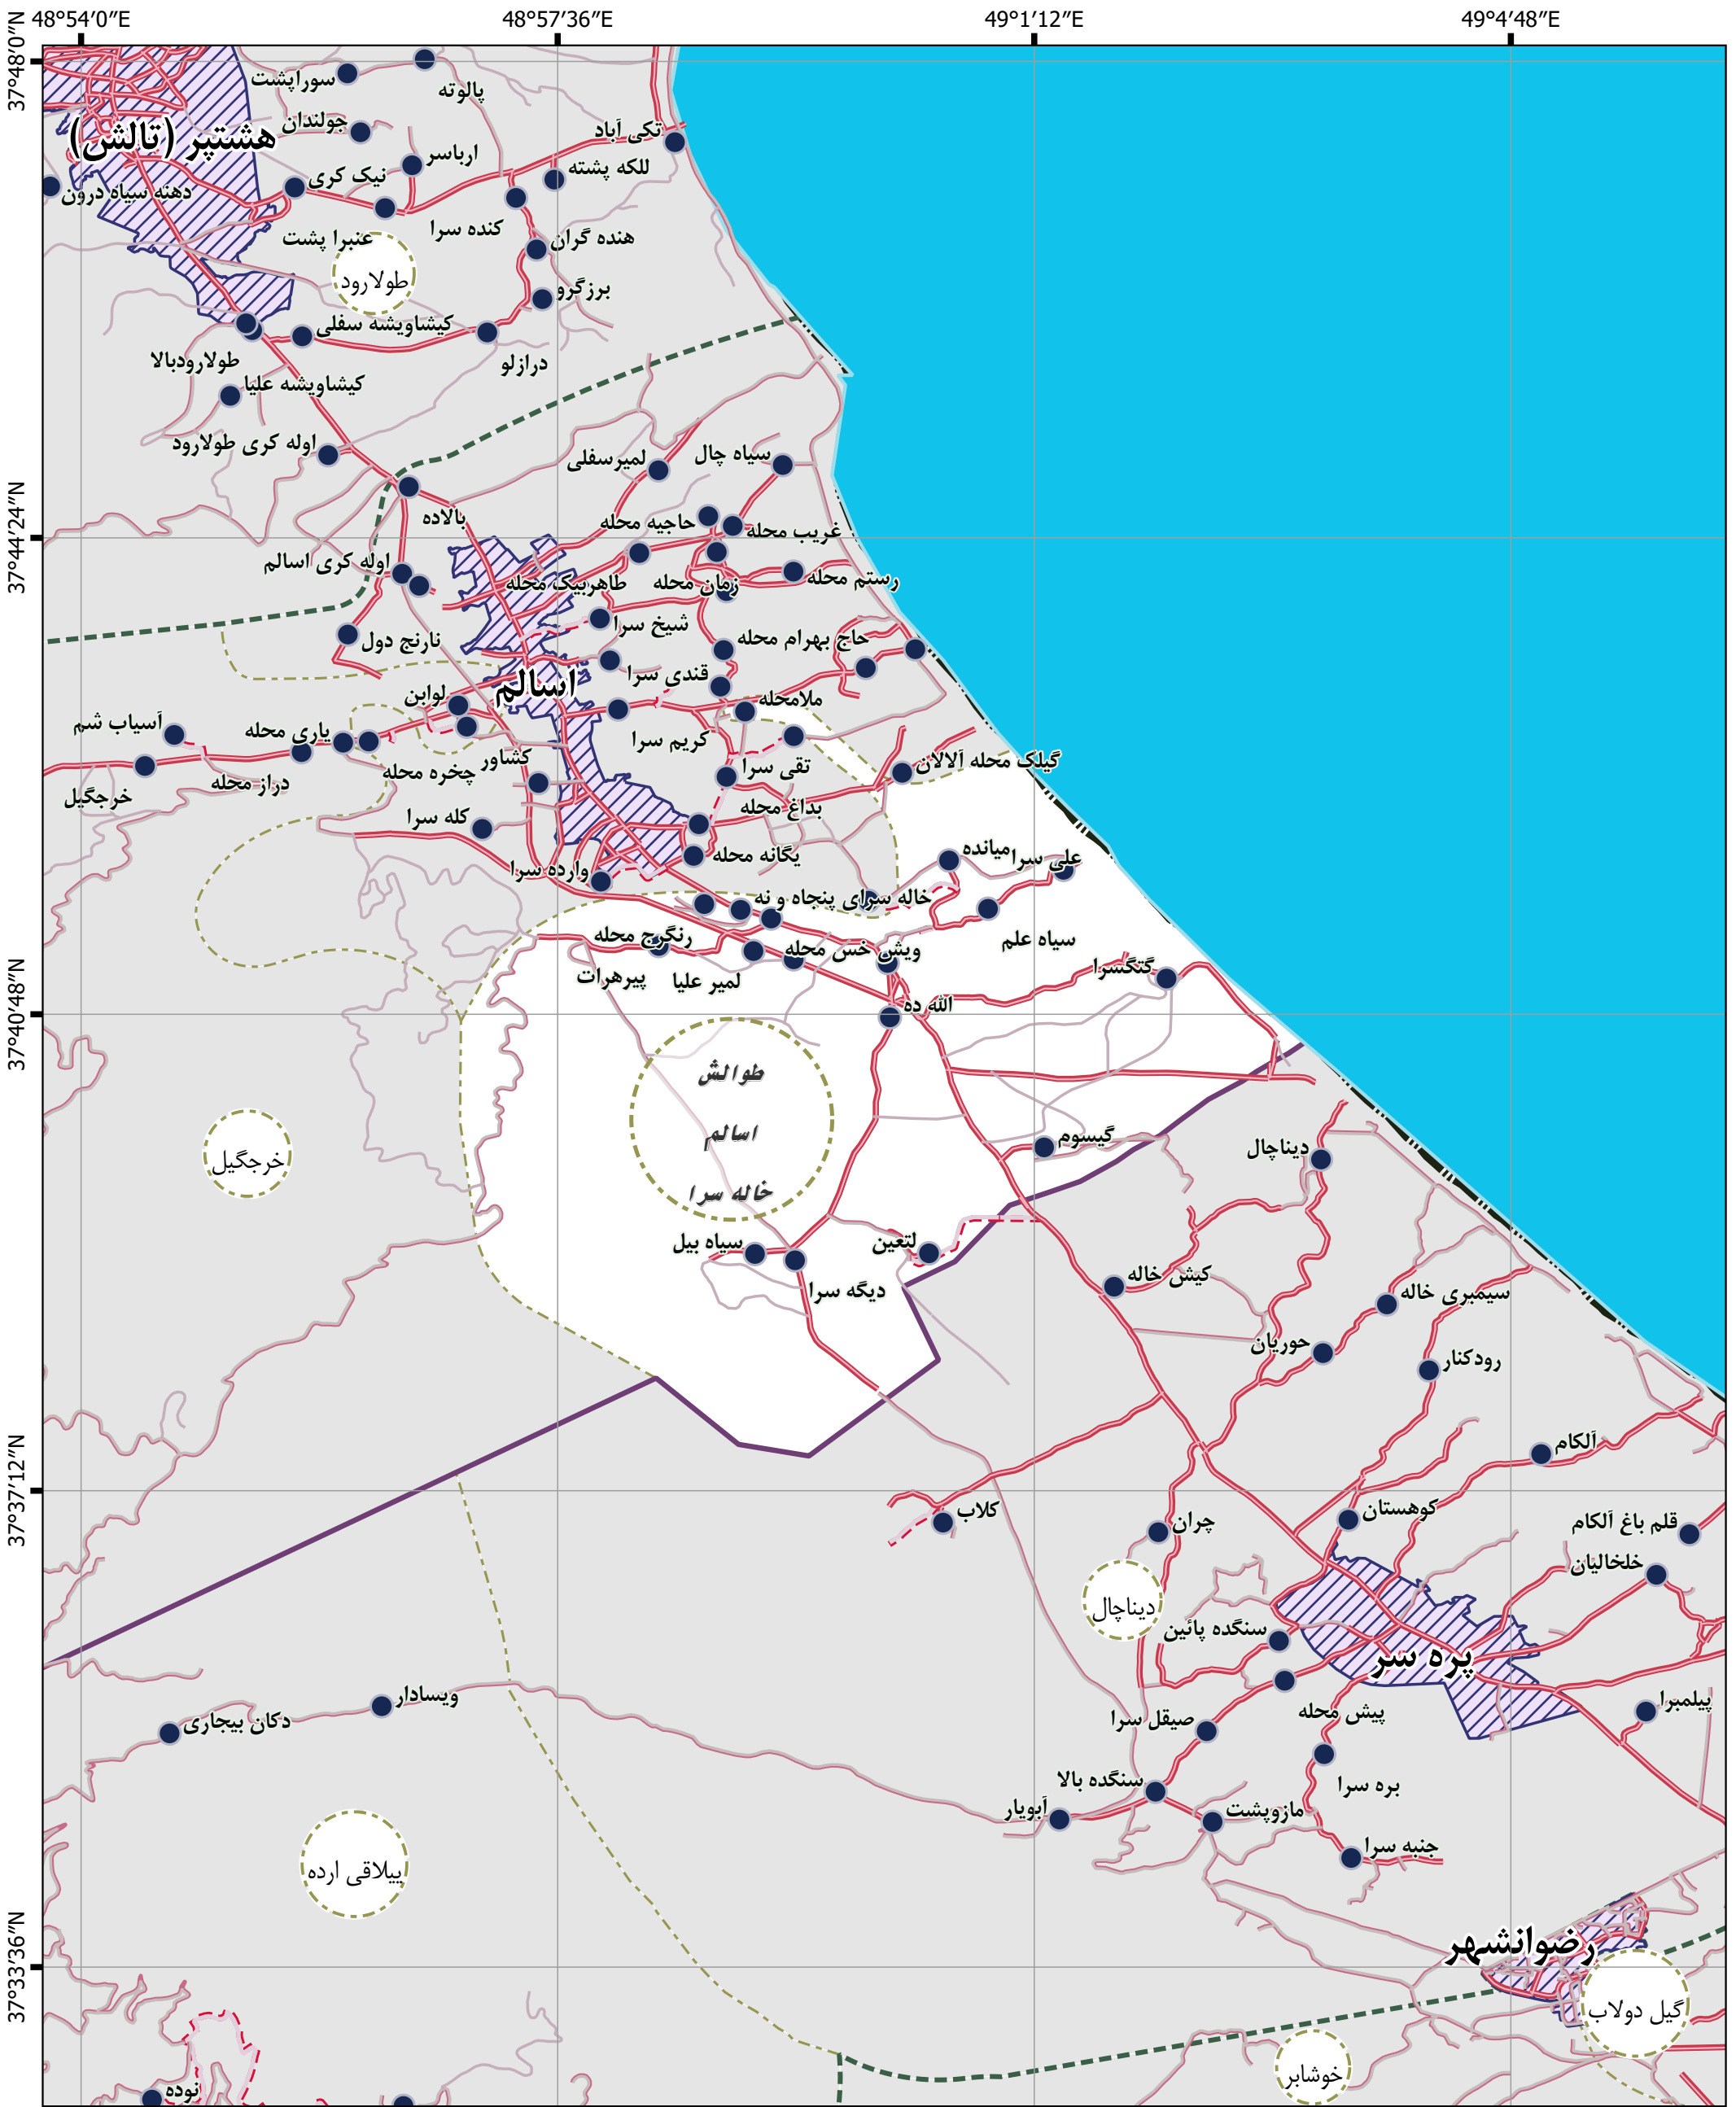 48°54′0″E
48°57′36″E
49°1′12″E
49°4′48″E
37°48′0″N
37°44′24″N
37°40′48″N
37°37′12″N
37°33′36″N
سوراپشت
پالوته
جولندان
هشتپر (تالش)
تکی آباد
ارباسر
للکه پشته
نیک کری
دهنه سیاه درون
کنده سرا
عنبرا پشت
هنده گران
طولارود
برزگرو
کیشاویشه سفلی
طولارودبالا
درازلو
کیشاویشه علیا
اوله کری طولارود
سیاه چال
لمیرسفلی
بالاده
حاجیه محله
غریب محله
اوله کری اسالم
طاهربیک محله
زمان محله
رستم محله
شیخ سرا
نارنج دول
حاج بهرام محله
قندی سرا
اسالم
لوابن
ملامحله
آسیاب شم
یاری محله
کریم سرا
کشاور
تقی سرا
گیلک محله آلالان
چخره محله
دراز محله
خرجگیل
بداغ محله
کله سرا
یگانه محله
میانده
علی سرا
وارده سرا
خاله سرای پنجاه و نه
رنگرج محله
ویش خس محله
سیاه علم
پیرهرات
لمیر علیا
گتگسرا
الله ده
طوالش
اسالم
خاله سرا
خرجگیل
گیسوم
دیناچال
لتعین
سیاه بیل
دیگه سرا
کیش خاله
سیمبری خاله
حوریان
رودکنار
آلکام
کلاب
چران
کوهستان
قلم باغ آلکام
خلخالیان
دیناچال
سنگده پائین
پره سر
ویسادار
دکان بیجاری
پیش محله
پیلمبرا
صیقل سرا
سنگده بالا
بره سرا
آبویار
مازوپشت
جنبه سرا
ییلاقی ارده
رضوانشهر
گیل دولاب
خوشابر
نوده